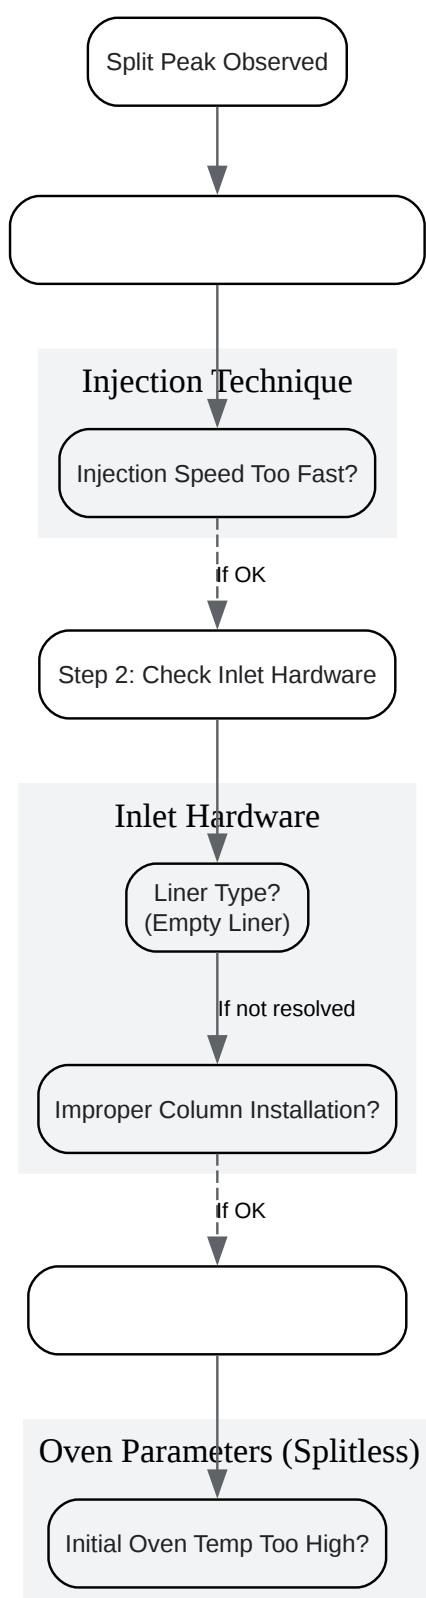 Split Peak Observed
Injection Technique
Injection Speed Too Fast?
If OK
Step 2: Check Inlet Hardware
Inlet Hardware
Liner Type?
(Empty Liner)
If not resolved
Improper Column Installation?
If OK
Oven Parameters (Splitless)
Initial Oven Temp Too High?